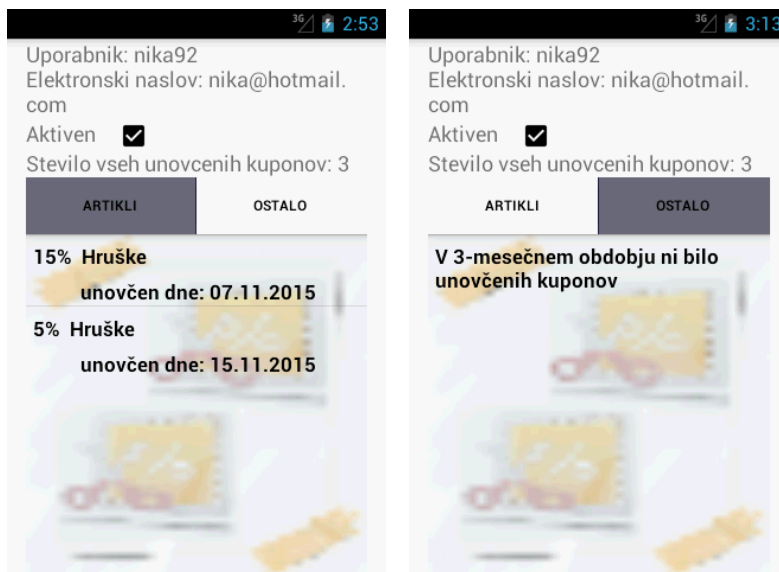 3G 2:53
Uporabnik: nika92
Elektronski naslov: nika@hotmail.
com
Aktiven
Stevilo vseh unovcenih kuponov: 3
ARTIKLI OSTALO
15% Hruške
unovčen dne: 07.11.2015
5% Hruške
unovčen dne: 15.11.2015
3G 3:13
Uporabnik: nika92
Elektronski naslov: nika@hotmail.
com
Aktiven
Stevilo vseh unovcenih kuponov: 3
ARTIKLI OSTALO
V 3-mesečnem obdobju ni bilo
unovčenih kuponov